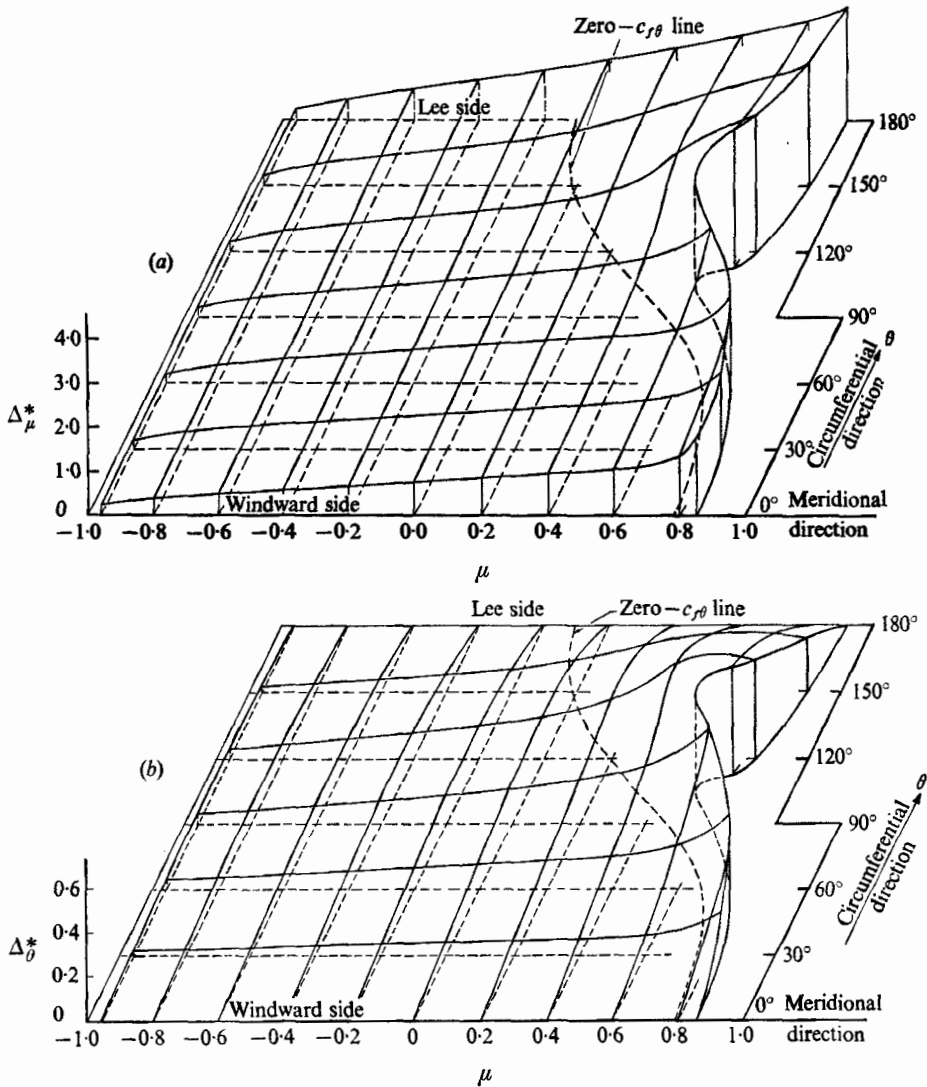 Zero–c_fθ line
Lee side
180°
150°
(a)
120°
4·0
90°
θ
3·0
60°
Δ*_μ
2·0
30°
Circumferential
direction
1·0
0
Windward side
0° Meridional
direction
−1·0 −0·8 −0·6 −0·4 −0·2 0·0 0·2 0·4 0·6 0·8 1·0
μ
Lee side
Zero–c_fθ line
180°
150°
(b)
120°
θ
90°
0·6
60°
Circumferential
direction
0·4
Δ*_θ
30°
0·2
0
Windward side
0° Meridional
direction
−1·0 −0·8 −0·6 −0·4 −0·2 0 0·2 0·4 0·6 0·8 1·0
μ